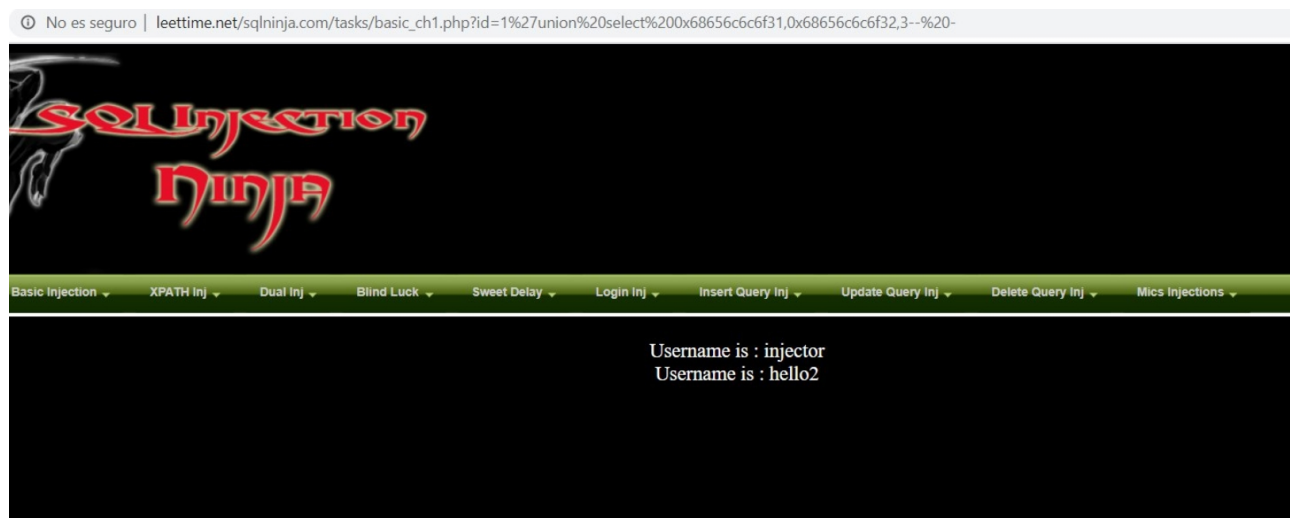 No es seguro | leettime.net/sqlninja.com/tasks/basic_ch1.php?id=1%27union%20select%200x68656c6c6f31,0x68656c6c6f32,3--%20-
SQL Injection
Ninja
Basic Injection XPATH Inj Dual Inj Blind Luck Sweet Delay Login Inj Insert Query Inj Update Query Inj Delete Query Inj Mics Injections
Username is : injector
Username is : hello2